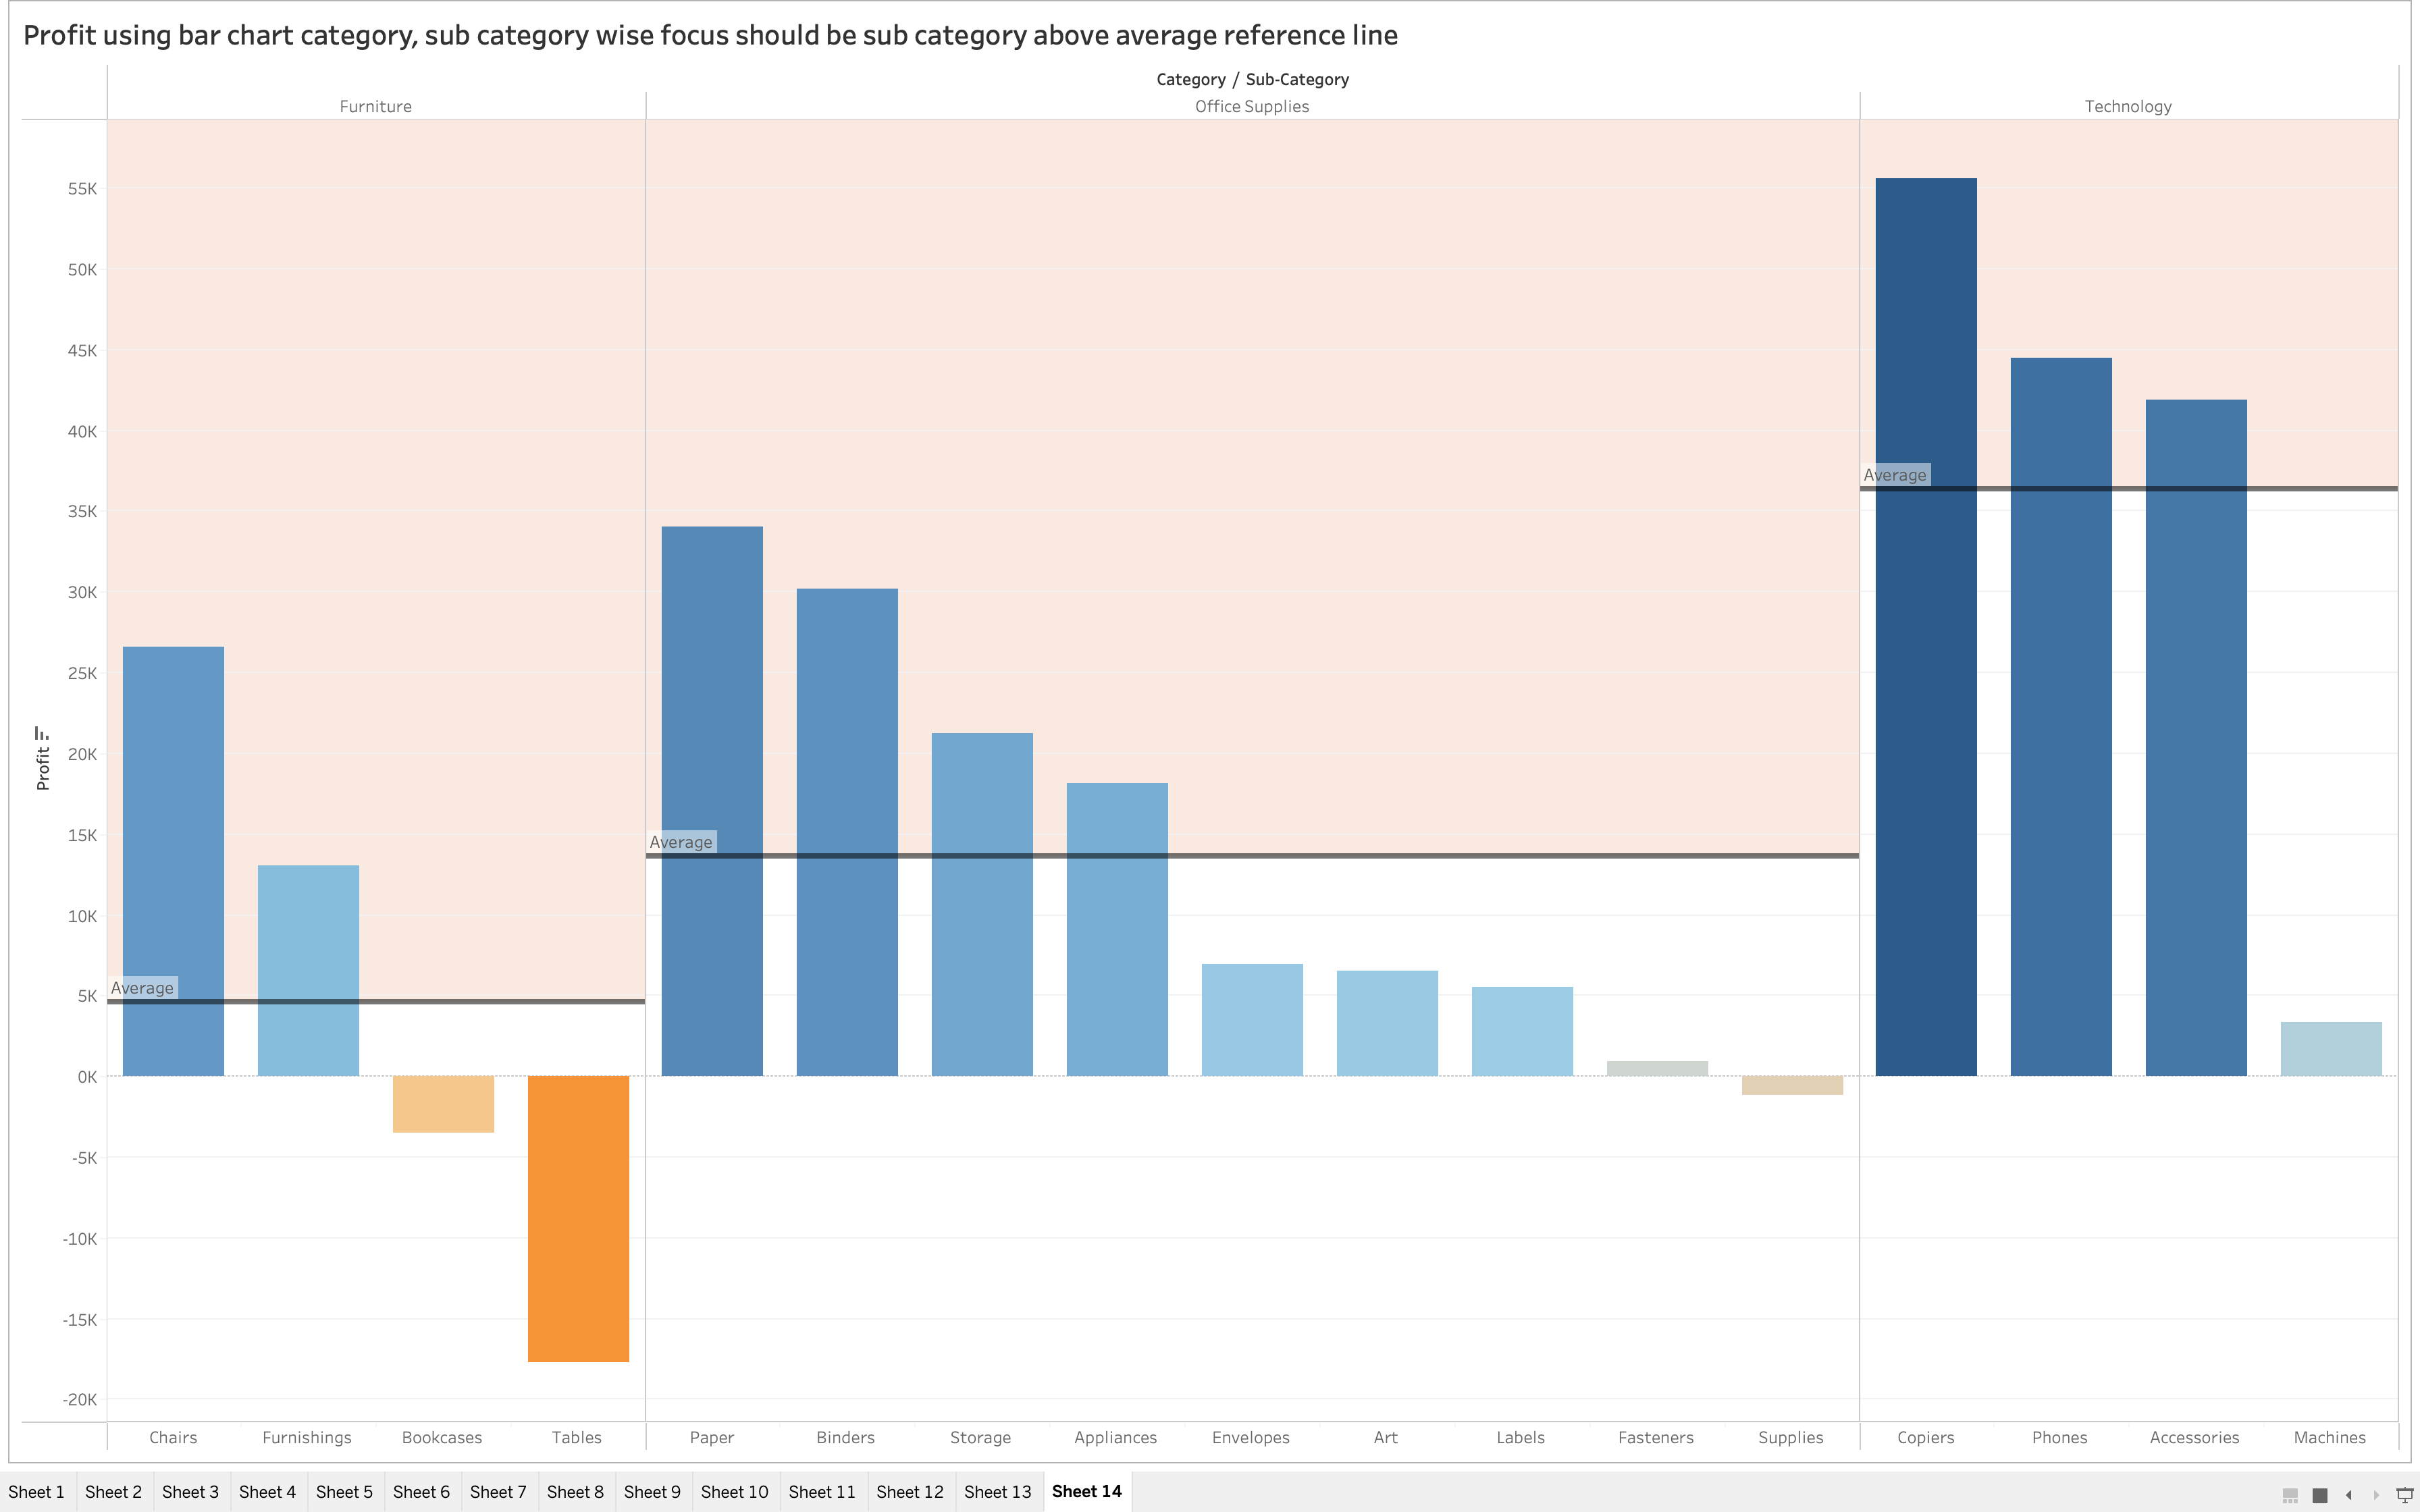 Profit using bar chart category, sub category wise focus should be sub category above average reference line
Category / Sub-Category
Furniture Office Supplies Technology
55K
50K
45K
40K
Average
35K
30K
25K
Profit
20K
15K
Average
10K
Average
5K
0K
-5K
-10K
-15K
-20K
Chairs Furnishings Bookcases Tables Paper Binders Storage Appliances Envelopes Art Labels Fasteners Supplies Copiers Phones Accessories Machines
Sheet 1 Sheet 2 Sheet 3 Sheet 4 Sheet 5 Sheet 6 Sheet 7 Sheet 8 Sheet 9 Sheet 10 Sheet 11 Sheet 12 Sheet 13 Sheet 14